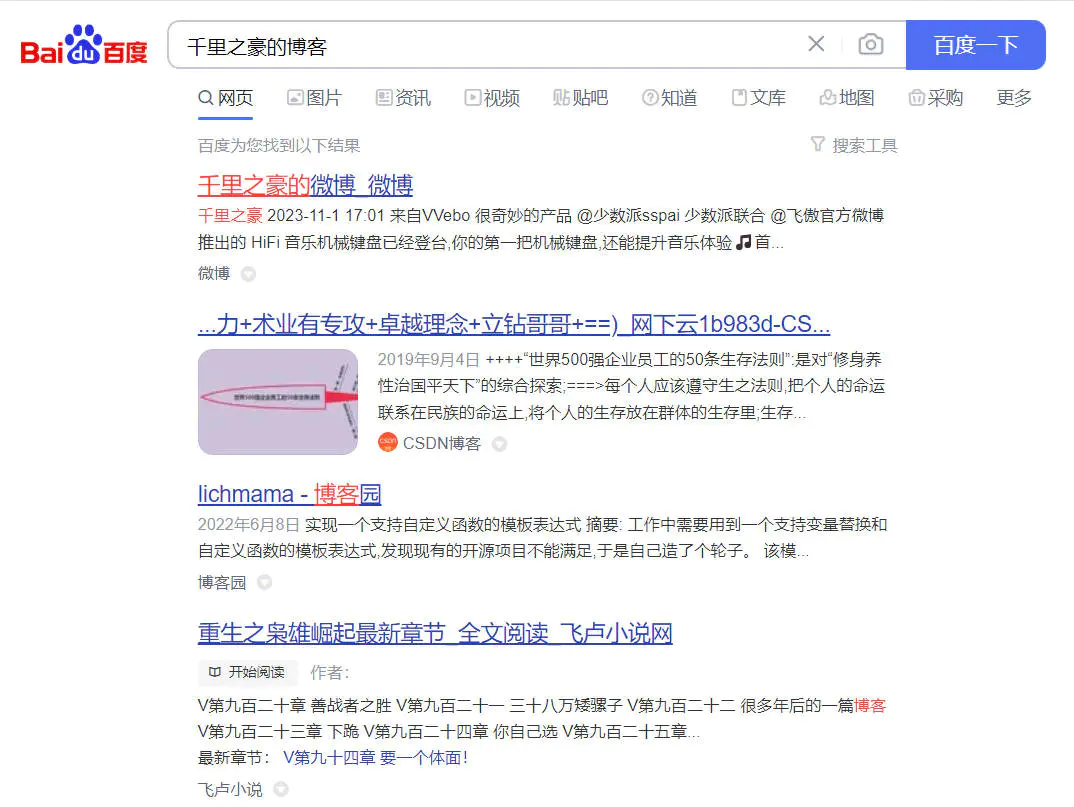 Bai du 百度
千里之豪的博客
百度一下
网页 图片 资讯 视频 贴吧 知道 文库 地图 采购 更多
百度为您找到以下结果 搜索工具
千里之豪的微博_微博
千里之豪 2023-11-1 17:01 来自VVebo 很奇妙的产品 @少数派sspai 少数派联合 @飞傲官方微博
推出的 HiFi 音乐机械键盘已经登台,你的第一把机械键盘,还能提升音乐体验🎵首...
微博
...力+术业有专攻+卓越理念+立钻哥哥+==)_网下云1b983d-CS...
世界500强企业员工的50条生存法则
2019年9月4日 ++++“世界500强企业员工的50条生存法则”:是对“修身养
性治国平天下”的综合探索;===>每个人应该遵守生之法则,把个人的命运
联系在民族的命运上,将个人的生存放在群体的生存里;生存...
CSDN博客
lichmama - 博客园
2022年6月8日 实现一个支持自定义函数的模板表达式 摘要: 工作中需要用到一个支持变量替换和
自定义函数的模板表达式,发现现有的开源项目不能满足,于是自己造了个轮子。 该模...
博客园
重生之枭雄崛起最新章节_全文阅读_飞卢小说网
开始阅读 作者:
V第九百二十章 善战者之胜 V第九百二十一 三十八万矮骡子 V第九百二十二 很多年后的一篇博客
V第九百二十三章 下跪 V第九百二十四章 你自己选 V第九百二十五章...
最新章节: V第九十四章 要一个体面!
飞卢小说